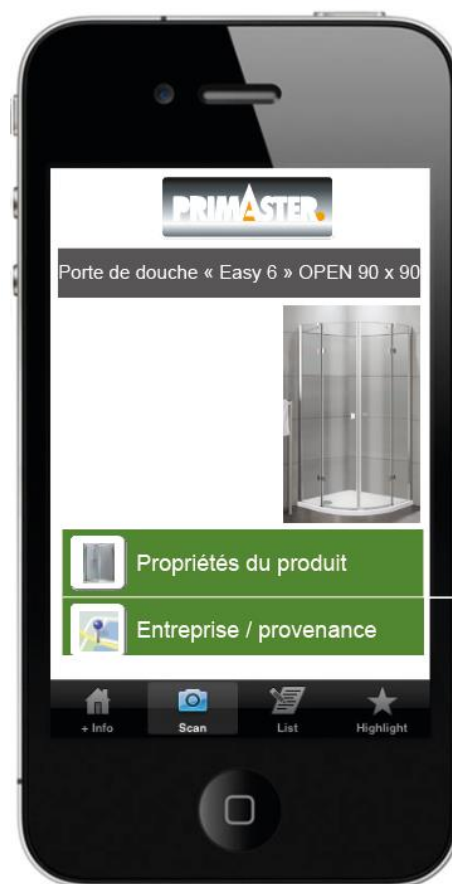 PRIMASTER
Porte de douche « Easy 6 » OPEN 90 x 90
Propriétés du produit
Entreprise / provenance
+ Info
Scan
List
Highlight